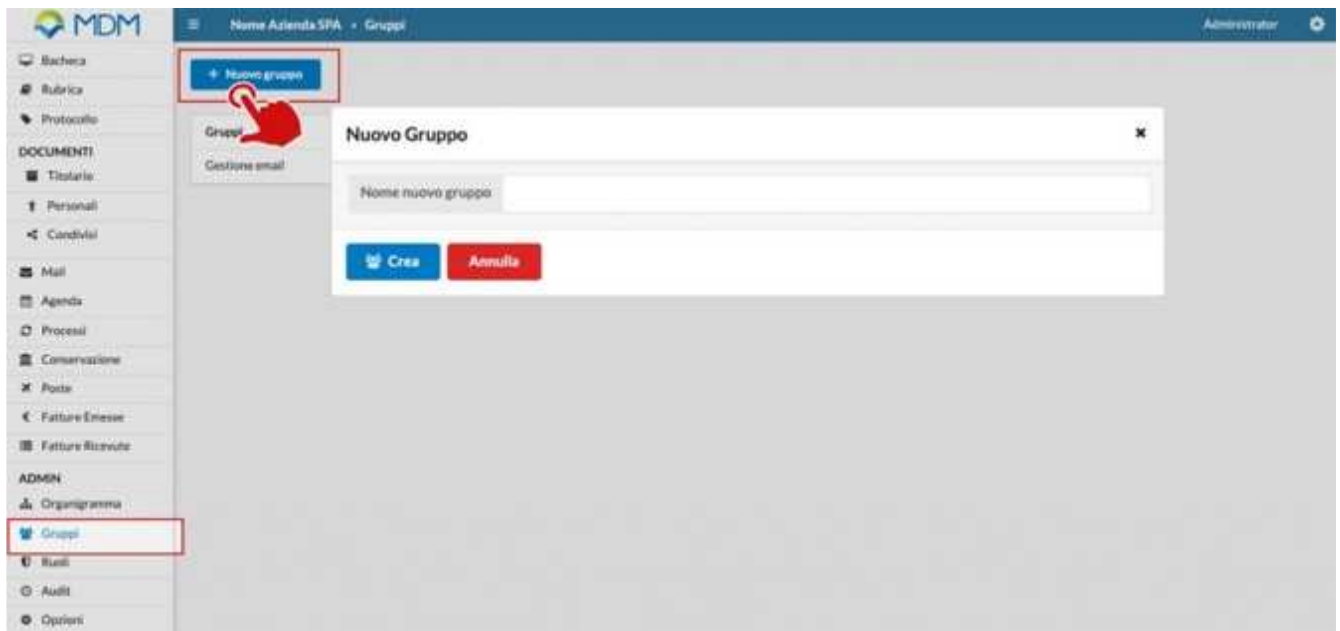 MDM
Nome Azienda SPA • Gruppi
Administrator
Bacheca
Rubrica
Protocollo
DOCUMENTI
Titolario
Personali
Condivisi
Mail
Agenda
Processi
Conservazione
Poste
Fatture Emesse
Fatture Ricevute
ADMIN
Organigramma
Gruppi
Ruoli
Audit
Opzioni
+ Nuovo gruppo
Gruppi
Gestione email
Nuovo Gruppo
Nome nuovo gruppo
Crea
Annulla